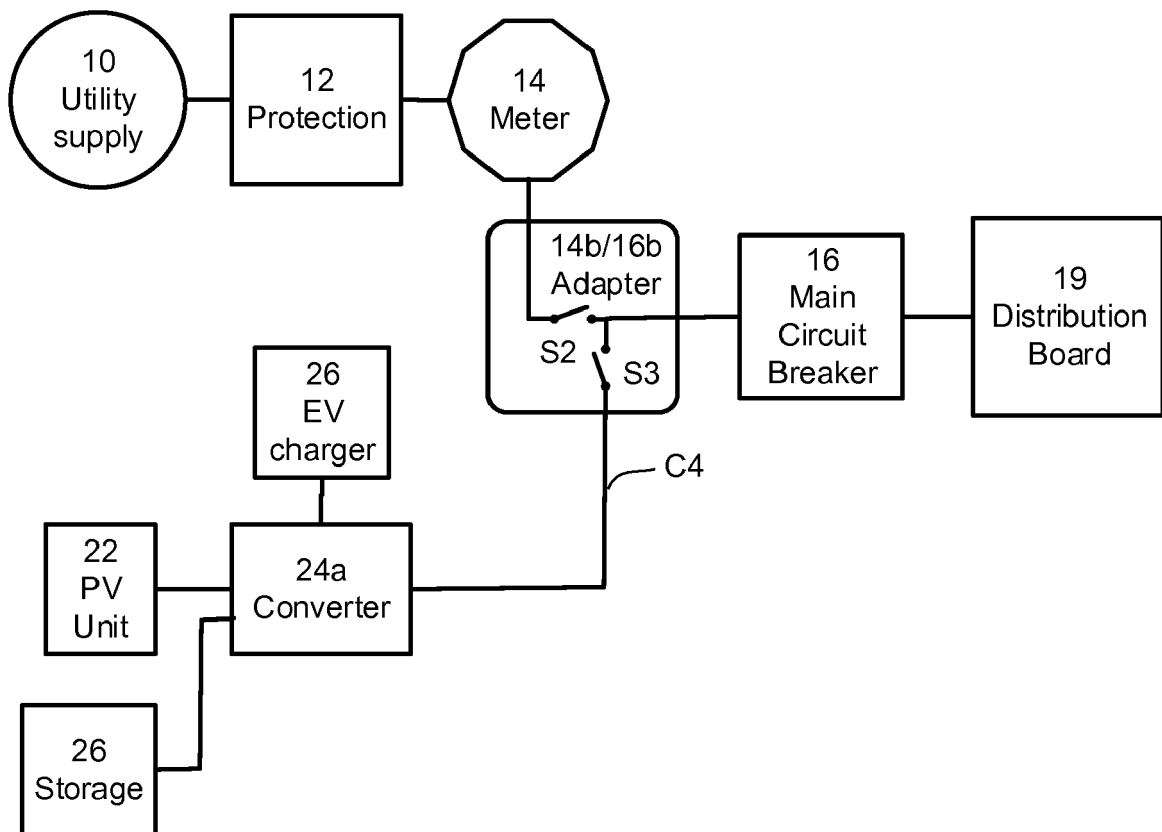 10
Utility
supply
12
Protection
14
Meter
14b/16b
Adapter
S2
S3
16
Main
Circuit
Breaker
19
Distribution
Board
26
EV
charger
C4
22
PV
Unit
24a
Converter
26
Storage